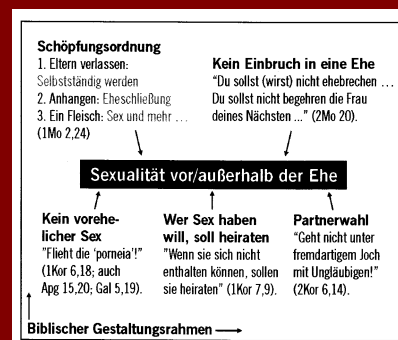 Schöpfungsordnung
1. Eltern verlassen:
Selbstständig werden
2. Anhangen: Eheschließung
3. Ein Fleisch: Sex und mehr ...
(1Mo 2,24)
Kein Einbruch in eine Ehe
"Du sollst (wirst) nicht ehebrechen ...
Du sollst nicht begehren die Frau
deines Nächsten ..." (2Mo 20).
Sexualität vor/außerhalb der Ehe
Kein vorehe-
licher Sex
"Flieht die 'porneia'!"
(1Kor 6,18; auch
Apg 15,20; Gal 5,19).
Wer Sex haben
will, soll heiraten
"Wenn sie sich nicht
enthalten können, sollen
sie heiraten" (1Kor 7,9).
Partnerwahl
"Geht nicht unter
fremdartigem Joch
mit Ungläubigen!"
(2Kor 6,14).
Biblischer Gestaltungsrahmen